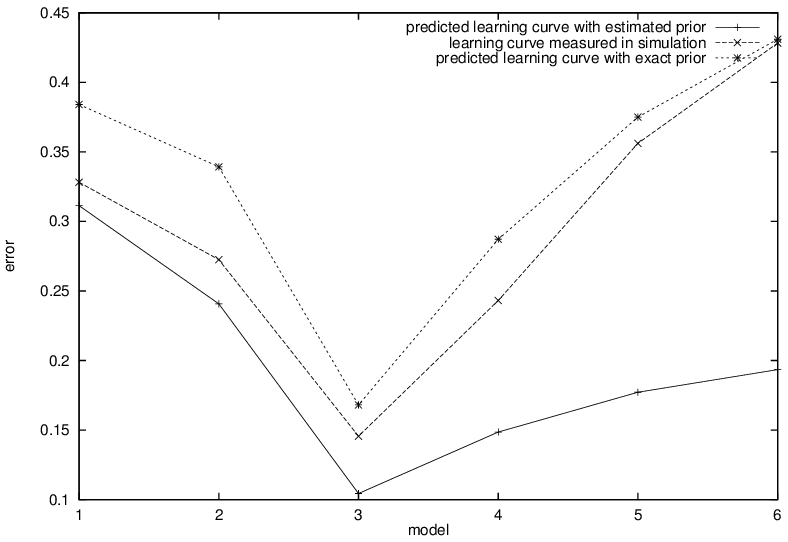 0.45
0.4
0.35
0.3
0.25
0.2
0.15
0.1
error
1
2
3
4
5
6
model
predicted learning curve with estimated prior
learning curve measured in simulation
predicted learning curve with exact prior